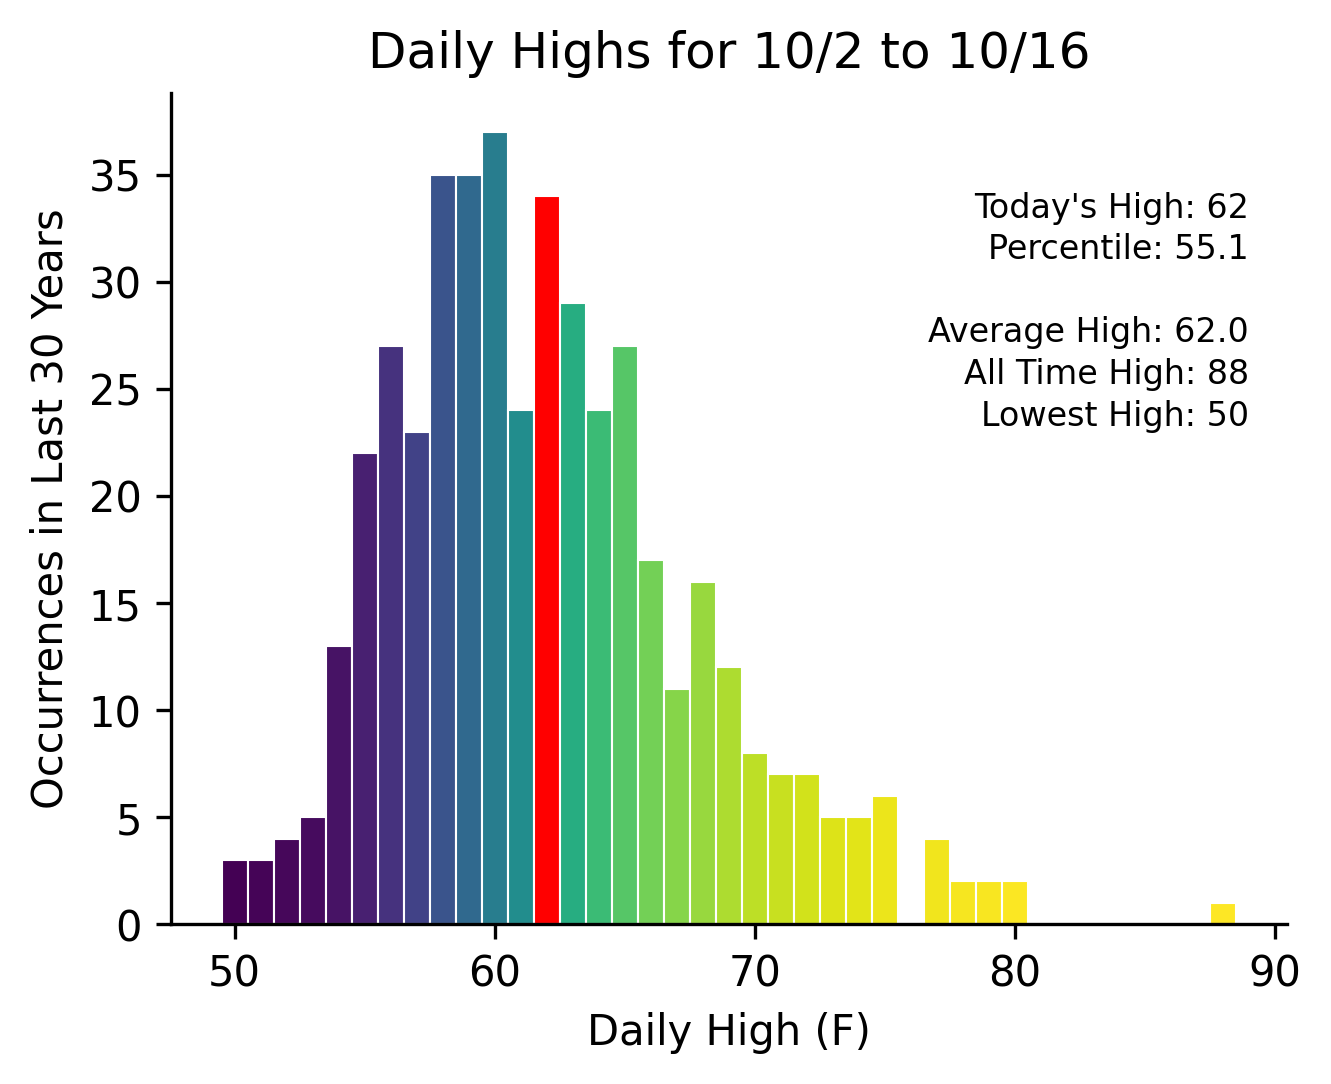 Daily Highs for 10/2 to 10/16
Occurrences in Last 30 Years
35
30
25
20
15
10
5
0
Today's High: 62
Percentile: 55.1
Average High: 62.0
All Time High: 88
Lowest High: 50
50 60 70 80 90
Daily High (F)